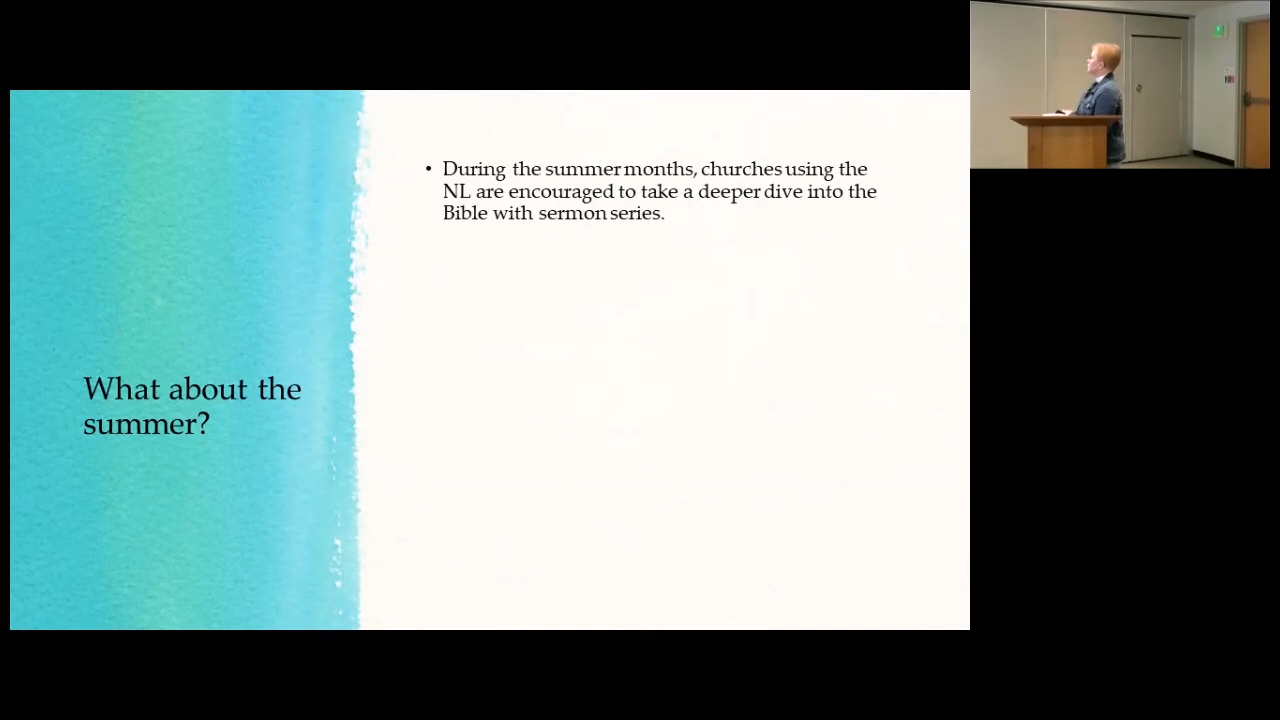 What about the
summer?
• During the summer months, churches using the
NL are encouraged to take a deeper dive into the
Bible with sermon series.